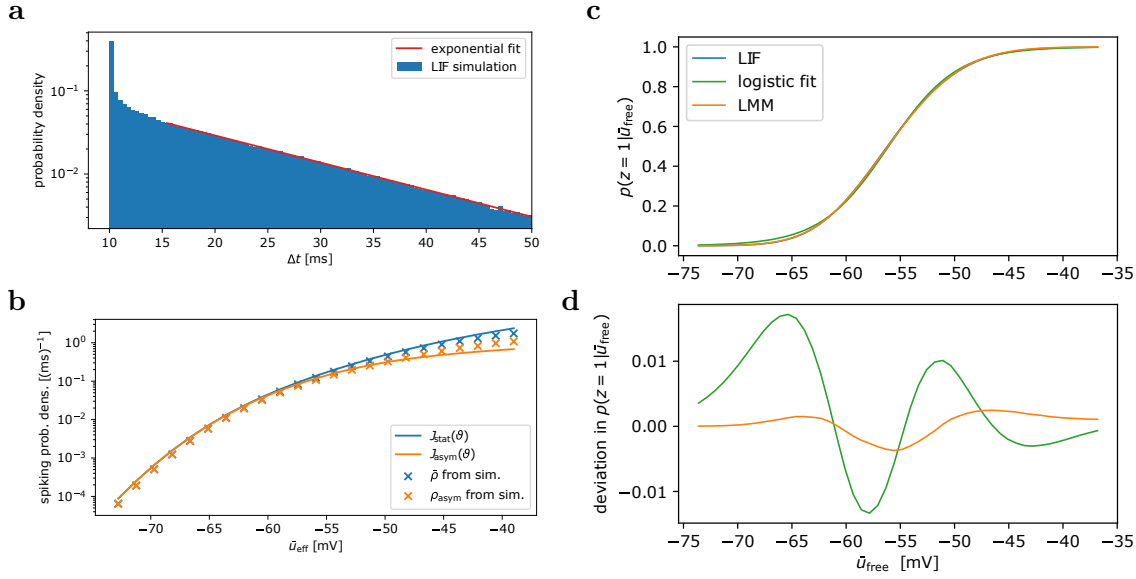 a
exponential fit
LIF simulation
probability density
10⁻¹
10⁻²
10 15 20 25 30 35 40 45 50
Δt [ms]
b
spiking prob. dens. [(ms)⁻¹]
10⁰
10⁻¹
10⁻²
10⁻³
10⁻⁴
J_stat(ϑ)
J_asym(ϑ)
ρ̄ from sim.
ρ_asym from sim.
−70 −65 −60 −55 −50 −45 −40
ū_eff [mV]
c
LIF
logistic fit
LMM
p(z = 1|ū_free)
1.0
0.8
0.6
0.4
0.2
0.0
−75 −70 −65 −60 −55 −50 −45 −40 −35
d
deviation in p(z = 1|ū_free)
0.01
0.00
−0.01
−75 −70 −65 −60 −55 −50 −45 −40 −35
ū_free [mV]